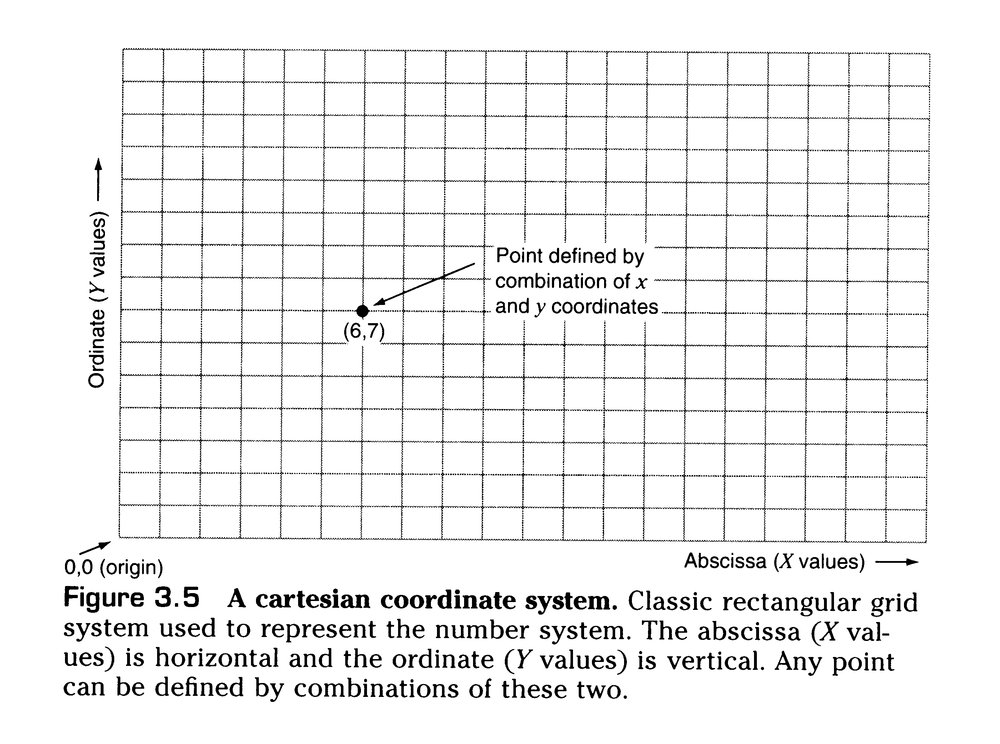 Ordinate (Y values)
Point defined by
combination of x
and y coordinates
(6,7)
0,0 (origin)
Abscissa (X values)
Figure 3.5 A cartesian coordinate system. Classic rectangular grid
system used to represent the number system. The abscissa (X val-
ues) is horizontal and the ordinate (Y values) is vertical. Any point
can be defined by combinations of these two.